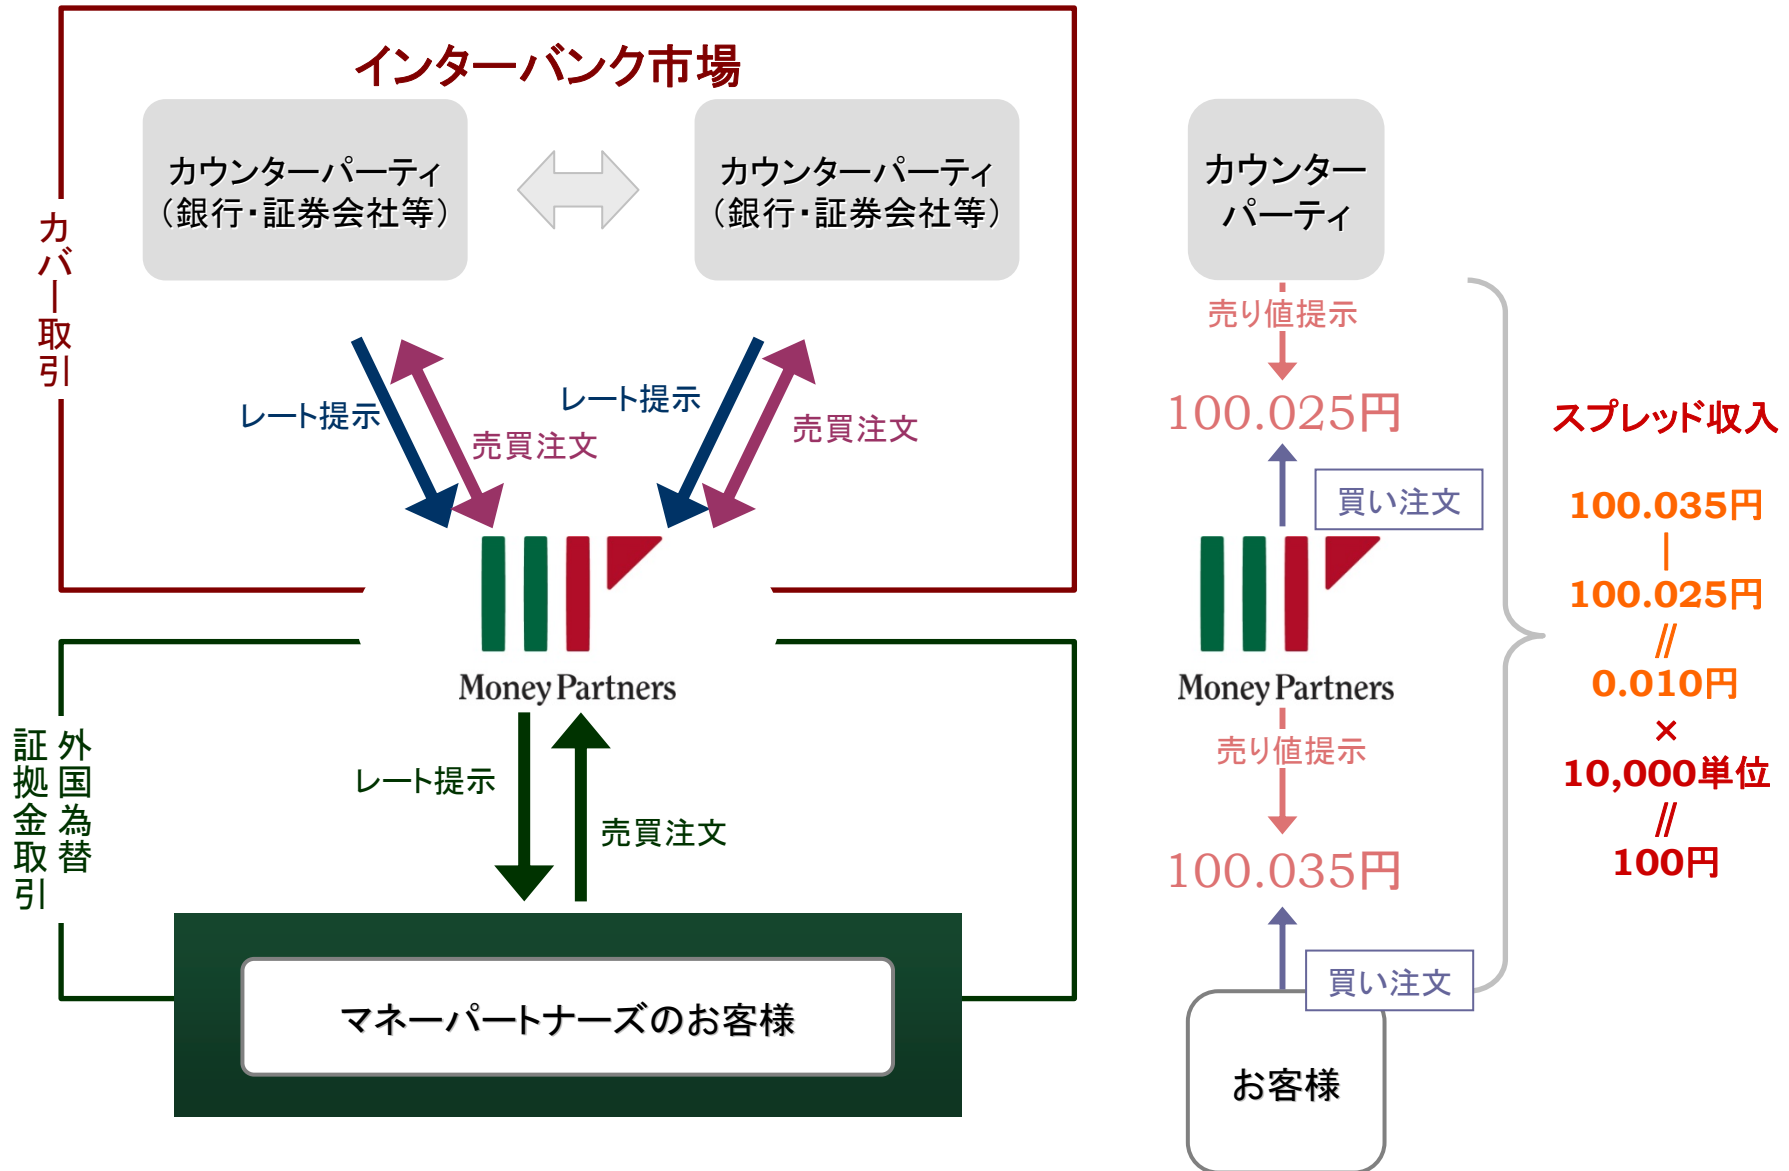 インターバンク市場
カウンターパーティ
（銀行・証券会社等）
カウンターパーティ
（銀行・証券会社等）
カバー取引
レート提示
売買注文
レート提示
売買注文
Money Partners
外国為替
証拠金取引
レート提示
売買注文
マネーパートナーズのお客様
カウンター
パーティ
売り値提示
100.025円
買い注文
Money Partners
売り値提示
100.035円
買い注文
お客様
スプレッド収入
100.035円
－
100.025円
＝
0.010円
×
10,000単位
＝
100円